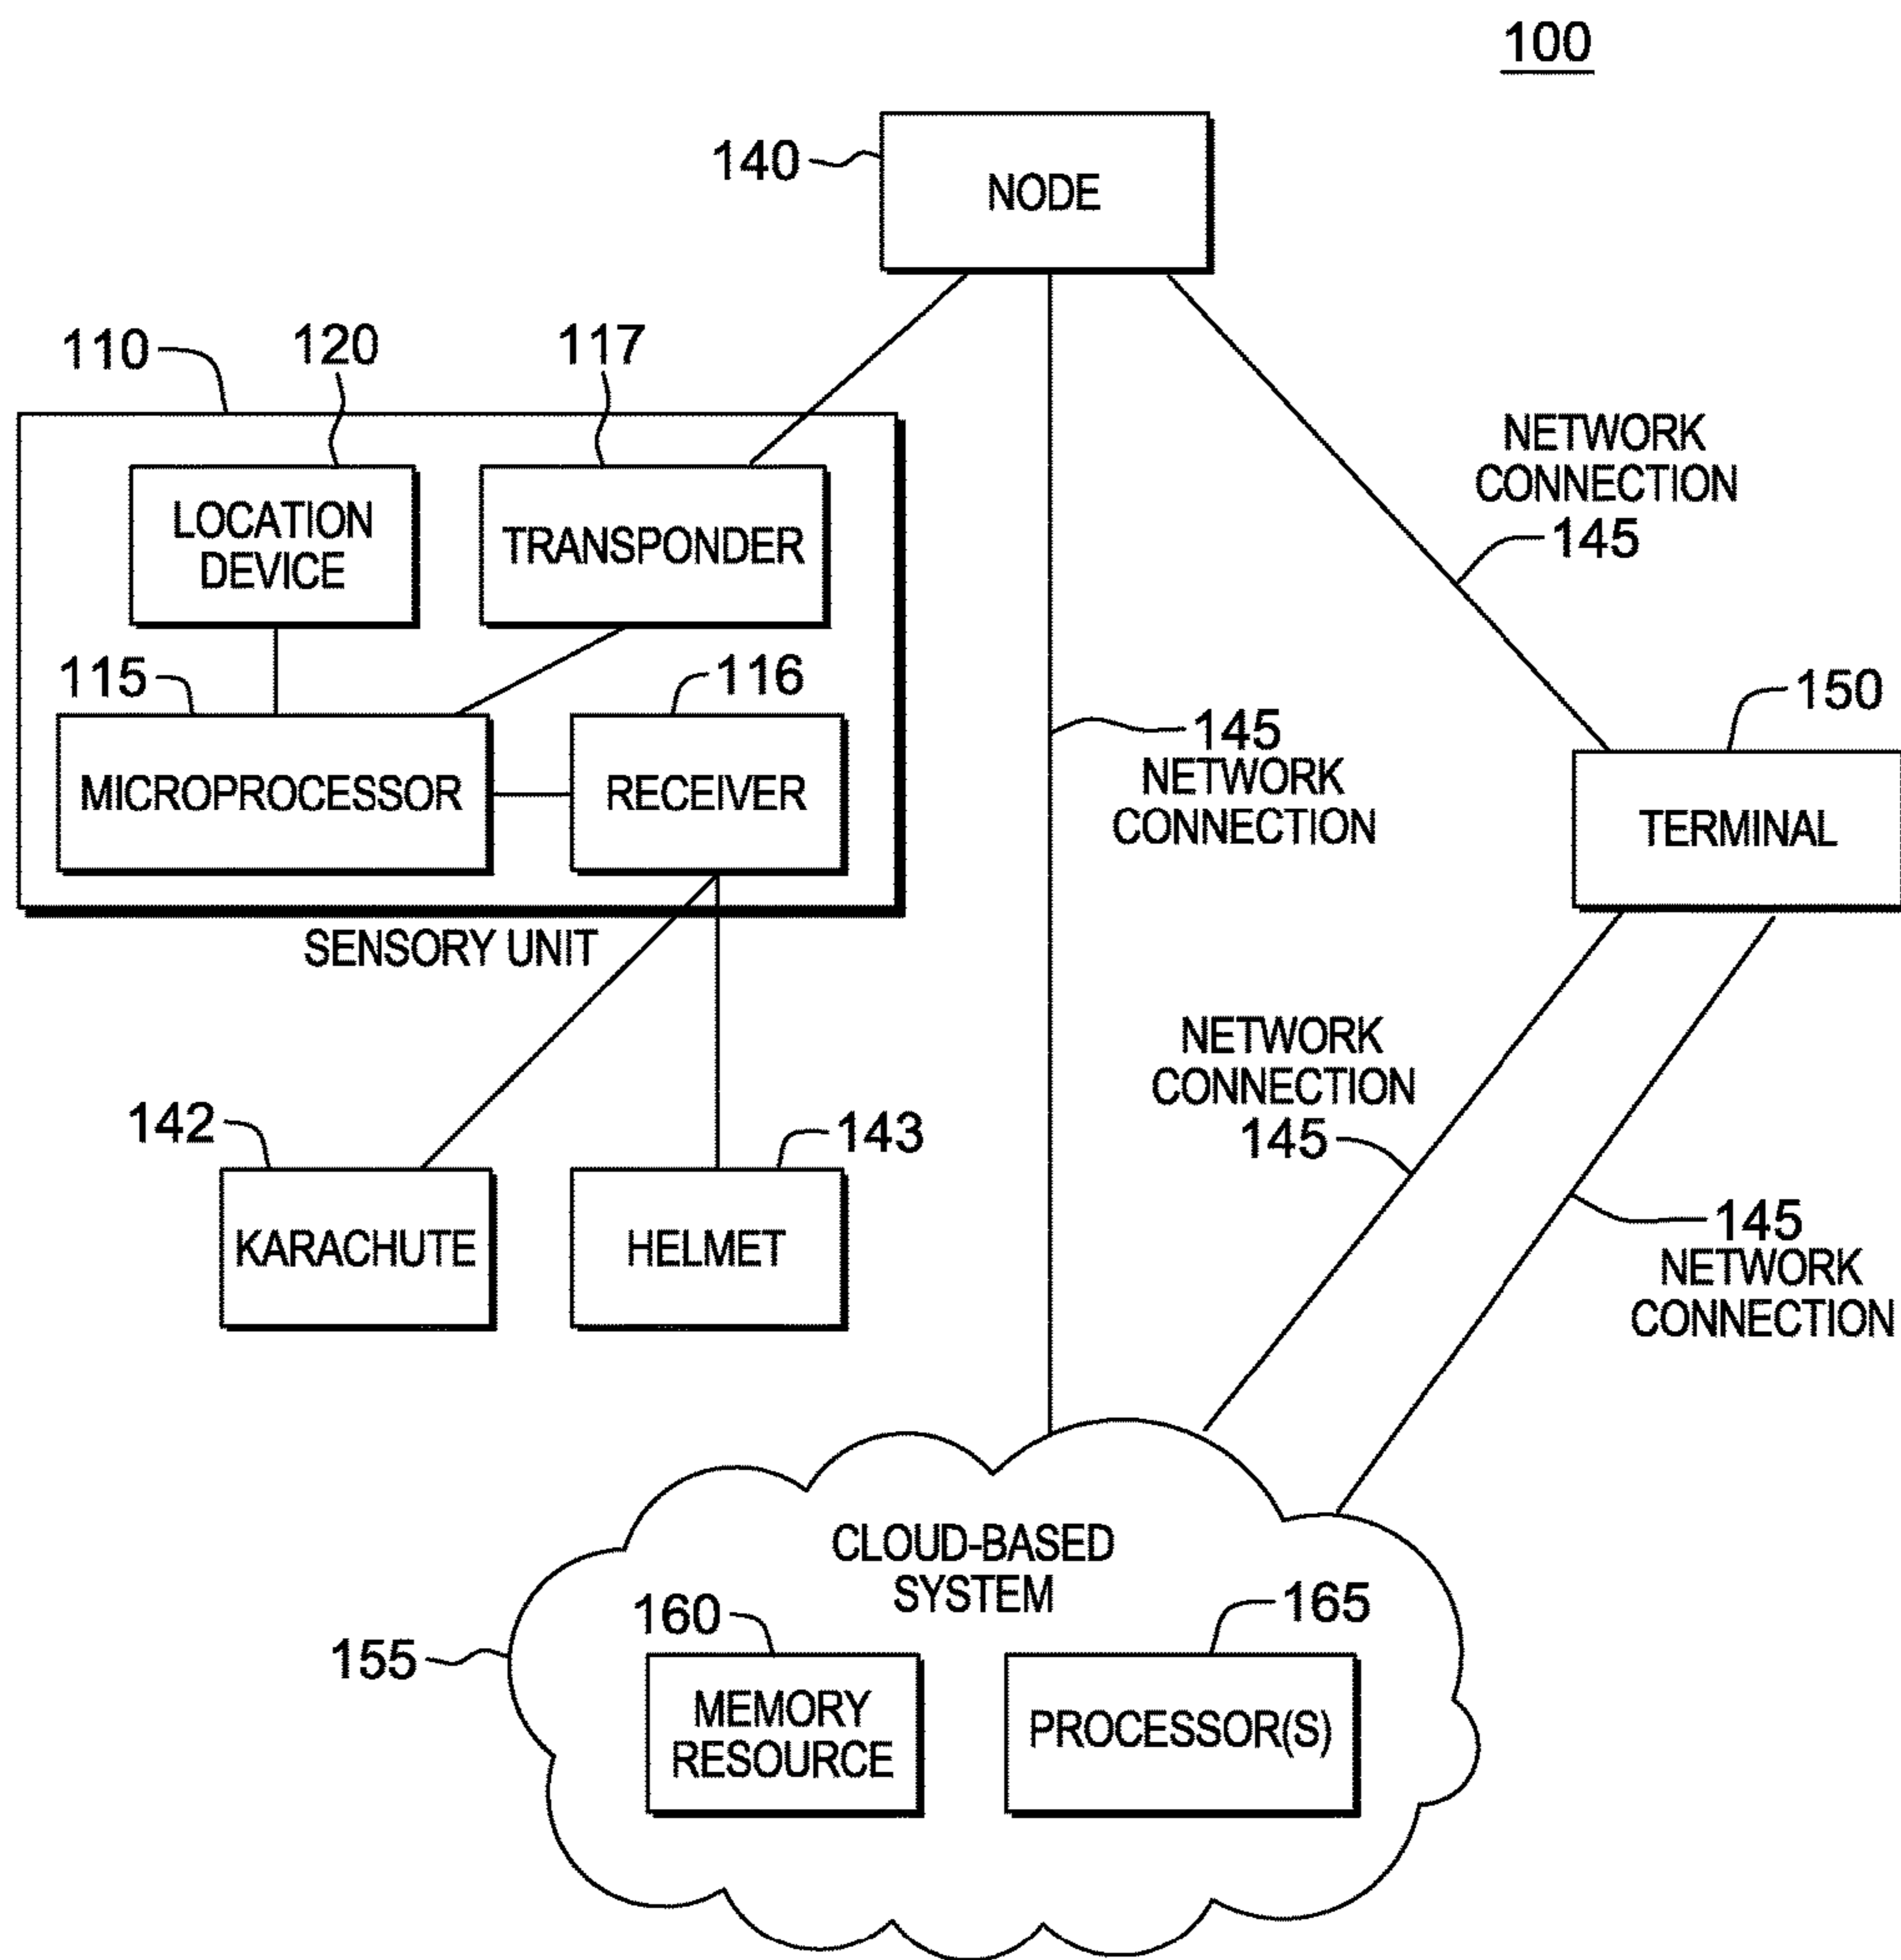 100
140
NODE
110
120
117
LOCATION
DEVICE
TRANSPONDER
NETWORK
CONNECTION
145
115
116
MICROPROCESSOR
RECEIVER
145
NETWORK
CONNECTION
150
TERMINAL
SENSORY UNIT
NETWORK
CONNECTION
145
142
143
KARACHUTE
HELMET
145
NETWORK
CONNECTION
CLOUD-BASED
SYSTEM
160
165
155
MEMORY
RESOURCE
PROCESSOR(S)